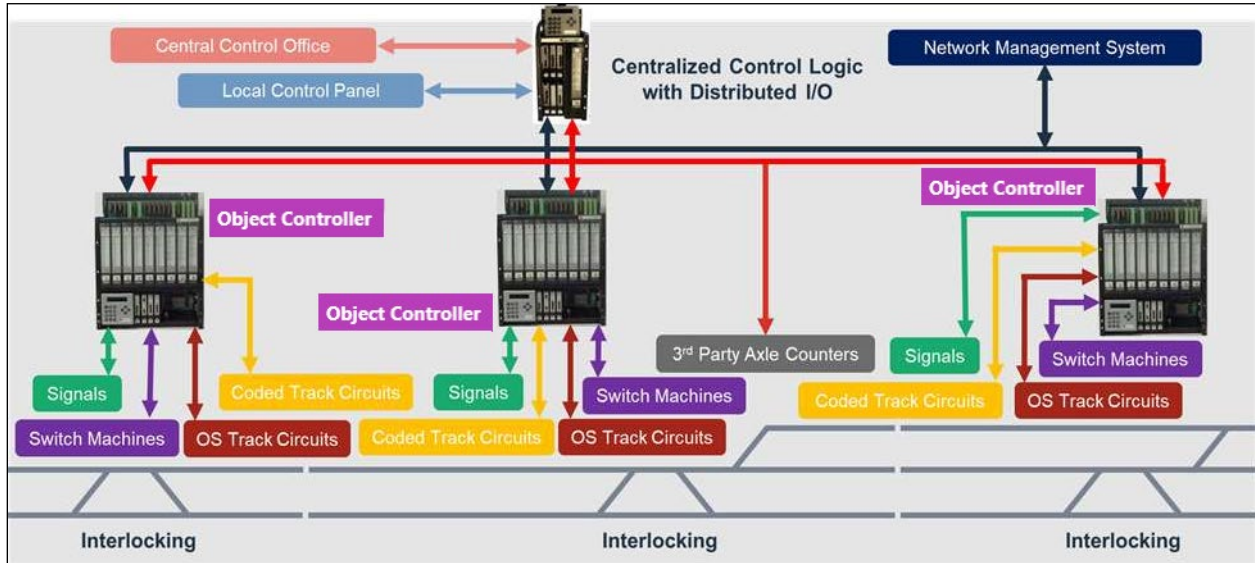 Central Control Office
Local Control Panel
Centralized Control Logic
with Distributed I/O
Network Management System
Object Controller
Object Controller
Object Controller
Signals
Coded Track Circuits
Switch Machines
OS Track Circuits
Signals
Switch Machines
Coded Track Circuits
OS Track Circuits
3rd Party Axle Counters
Signals
Switch Machines
Coded Track Circuits
OS Track Circuits
Interlocking
Interlocking
Interlocking